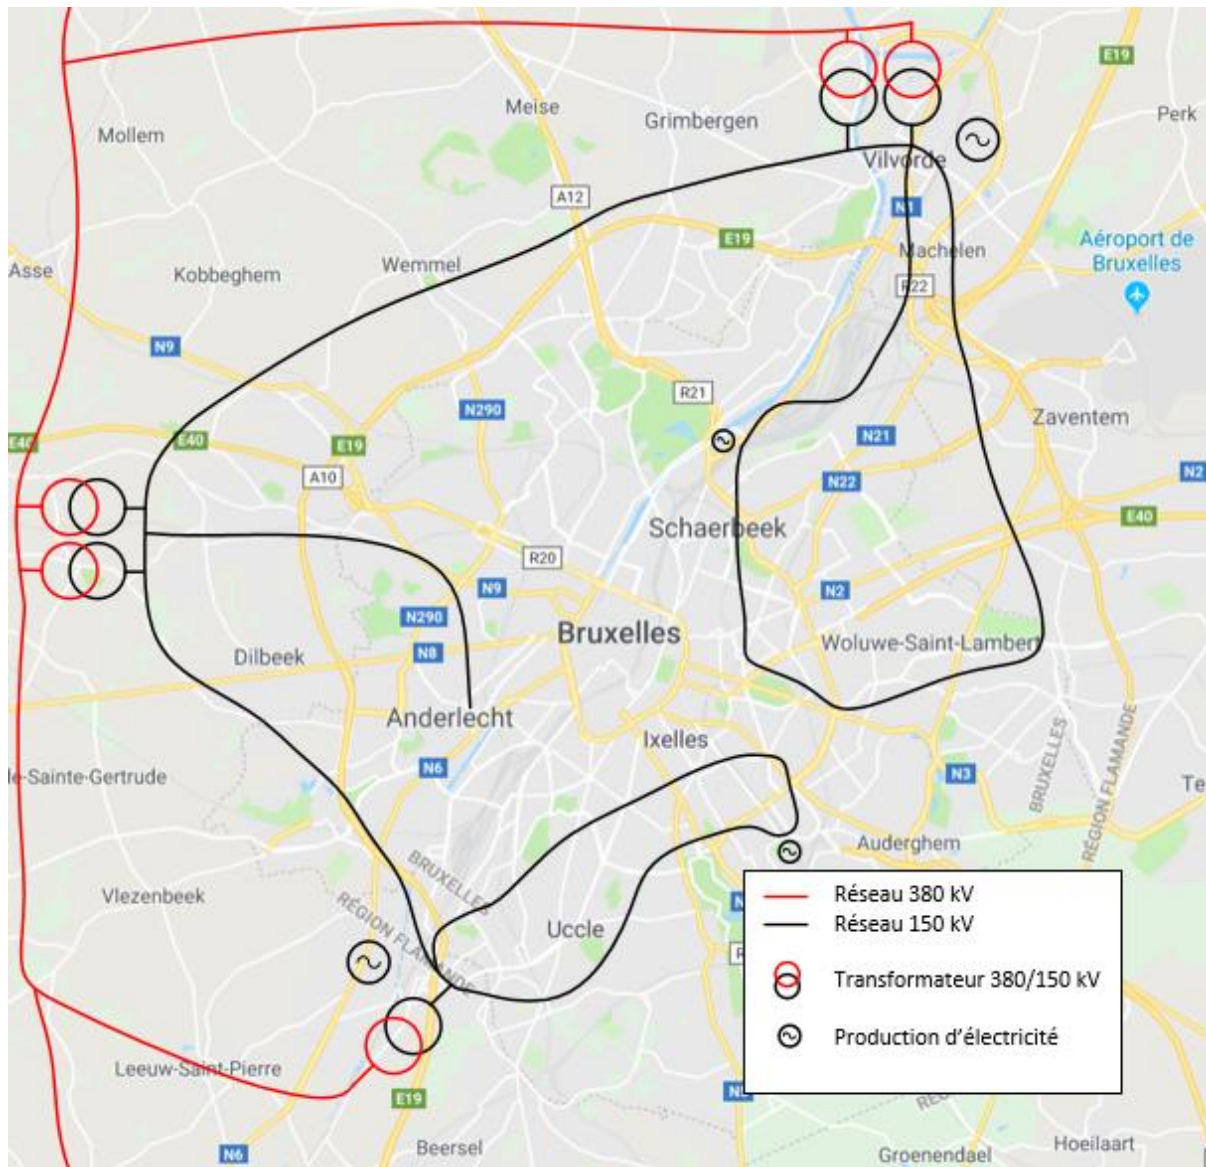 E19
Meise
Perk
Grimbergen
Mollem
Vilvorde
A12
N1
E19
Machelen
Aéroport de
Bruxelles
Asse
Kobbeghem
Wemmel
R22
N9
R21
N290
Zaventem
E40
E40
E19
N21
A10
N22
N2
E40
Schaerbeek
R20
N9
N2
N290
Bruxelles
Woluwe-Saint-Lambert
Dilbeek
N8
Anderlecht
Ixelles
BRUXELLES
RÉGION FLAMANDE
N6
N3
le-Sainte-Gertrude
Te
Auderghem
BRUXELLES
Vlezenbeek
RÉGION FLAMANDE
Uccle
Réseau 380 kV
Réseau 150 kV
Transformateur 380/150 kV
Production d'électricité
Leeuw-Saint-Pierre
E19
Beersel
N6
Groenendael
Hoeilaart